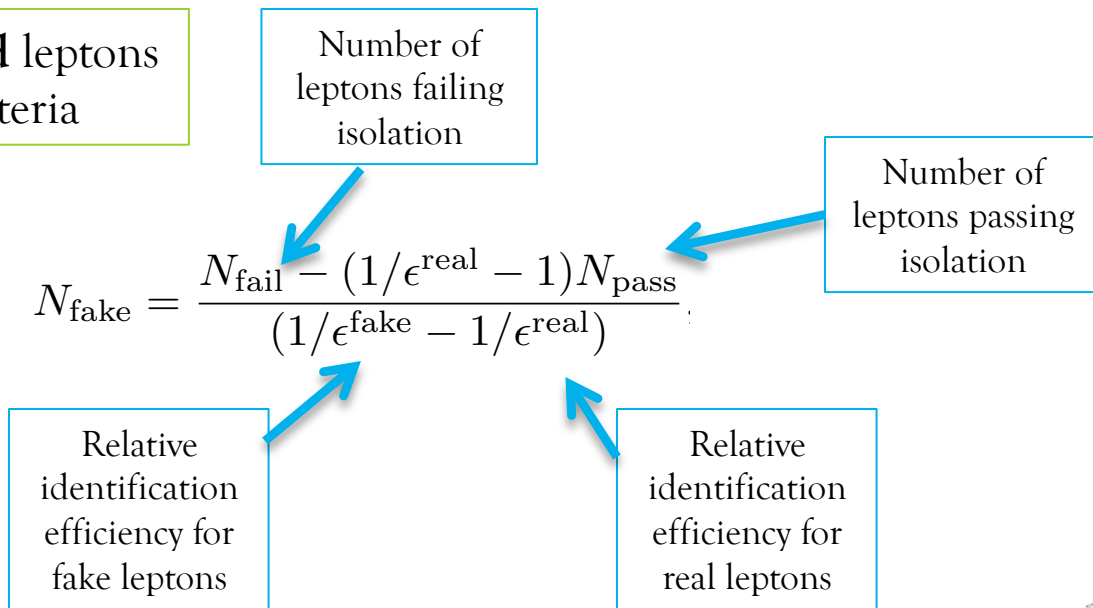 d leptons
teria
Number of
leptons failing
isolation
Number of
leptons passing
isolation
N_fake = \frac{N_fail − (1/ϵ^real − 1)N_pass}{(1/ϵ^fake − 1/ϵ^real)}.
Relative
identification
efficiency for
fake leptons
Relative
identification
efficiency for
real leptons